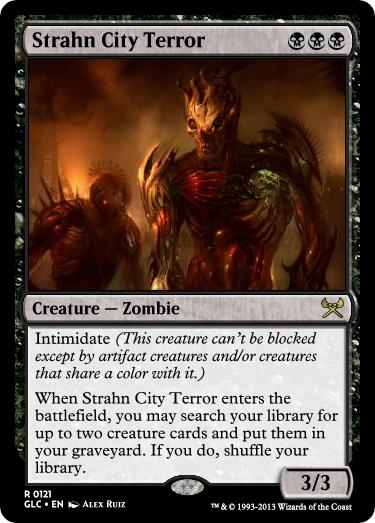 Strahn City Terror
Creature — Zombie
Intimidate (This creature can't be blocked
except by artifact creatures and/or creatures
that share a color with it.)
When Strahn City Terror enters the
battlefield, you may search your library for
up to two creature cards and put them in
your graveyard. If you do, shuffle your
library.
3/3
R 0121
GLC • EN Alex Ruiz
™ & © 1993-2013 Wizards of the Coast